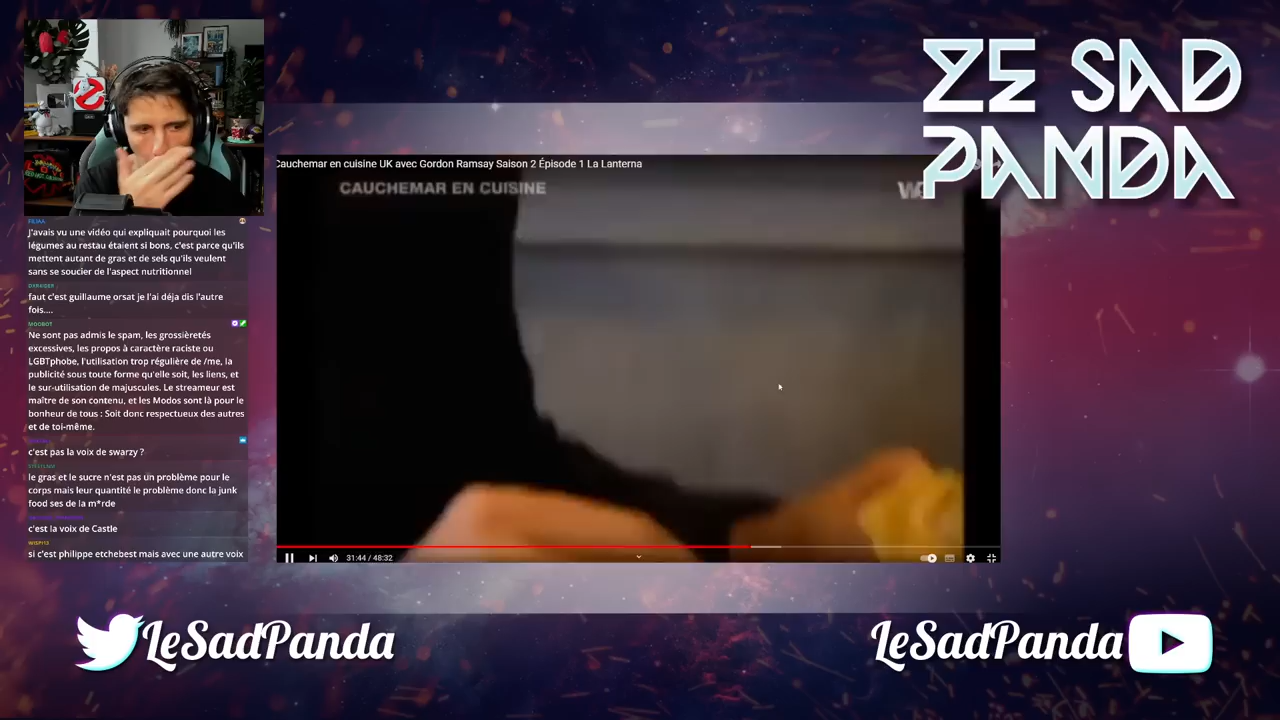 ZE SAD
PANDA
Cauchemar en cuisine UK avec Gordon Ramsay Saison 2 Épisode 1 La Lanterna
CAUCHEMAR EN CUISINE
J'avais vu une vidéo qui expliquait pourquoi les
légumes au restau étaient si bons, c'est parce qu'ils
mettent autant de gras et de sels qu'ils veulent
sans se soucier de l'aspect nutritionnel
faut c'est guillaume orsat je l'ai déja dis l'autre
fois....
MOOBOT
Ne sont pas admis le spam, les grossièretés
excessives, les propos à caractère raciste ou
LGBTphobe, l'utilisation trop régulière de /me, la
publicité sous toute forme qu'elle soit, les liens, et
le sur-utilisation de majuscules. Le streameur est
maître de son contenu, et les Modos sont là pour le
bonheur de tous : Soit donc respectueux des autres
et de toi-même.
c'est pas la voix de swarzy ?
le gras et le sucre n'est pas un problème pour le
corps mais leur quantité le problème donc la junk
food ses de la m*rde
c'est la voix de Castle
si c'est philippe etchebest mais avec une autre voix
31:44 / 48:32
LeSadPanda
LeSadPanda